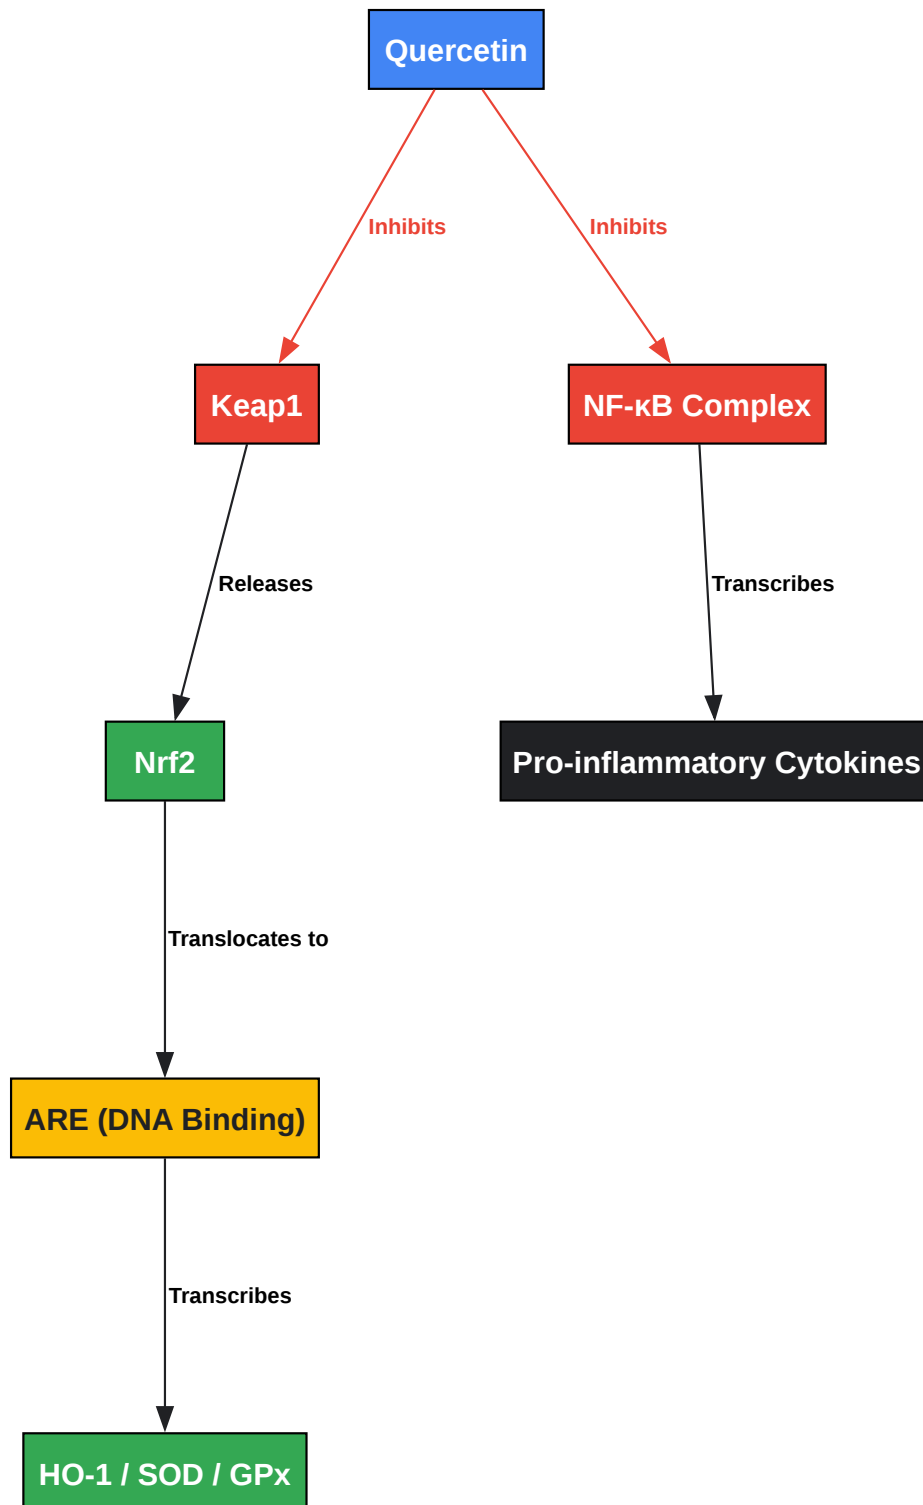 Quercetin
Inhibits
Inhibits
Keap1
NF-κB Complex
Releases
Transcribes
Nrf2
Pro-inflammatory Cytokines
Translocates to
ARE (DNA Binding)
Transcribes
HO-1 / SOD / GPx